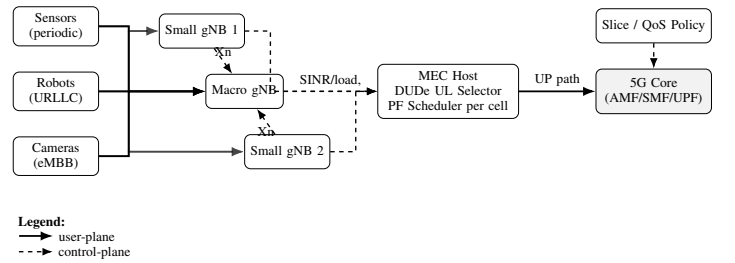 Sensors
(periodic)
Small gNB 1
Slice / QoS Policy
Xn
Robots
(URLLC)
Macro gNB
SINR/load,
MEC Host
DUDe UL Selector
PF Scheduler per cell
UP path
5G Core
(AMF/SMF/UPF)
Xn
Cameras
(eMBB)
Small gNB 2
Legend:
user-plane
control-plane